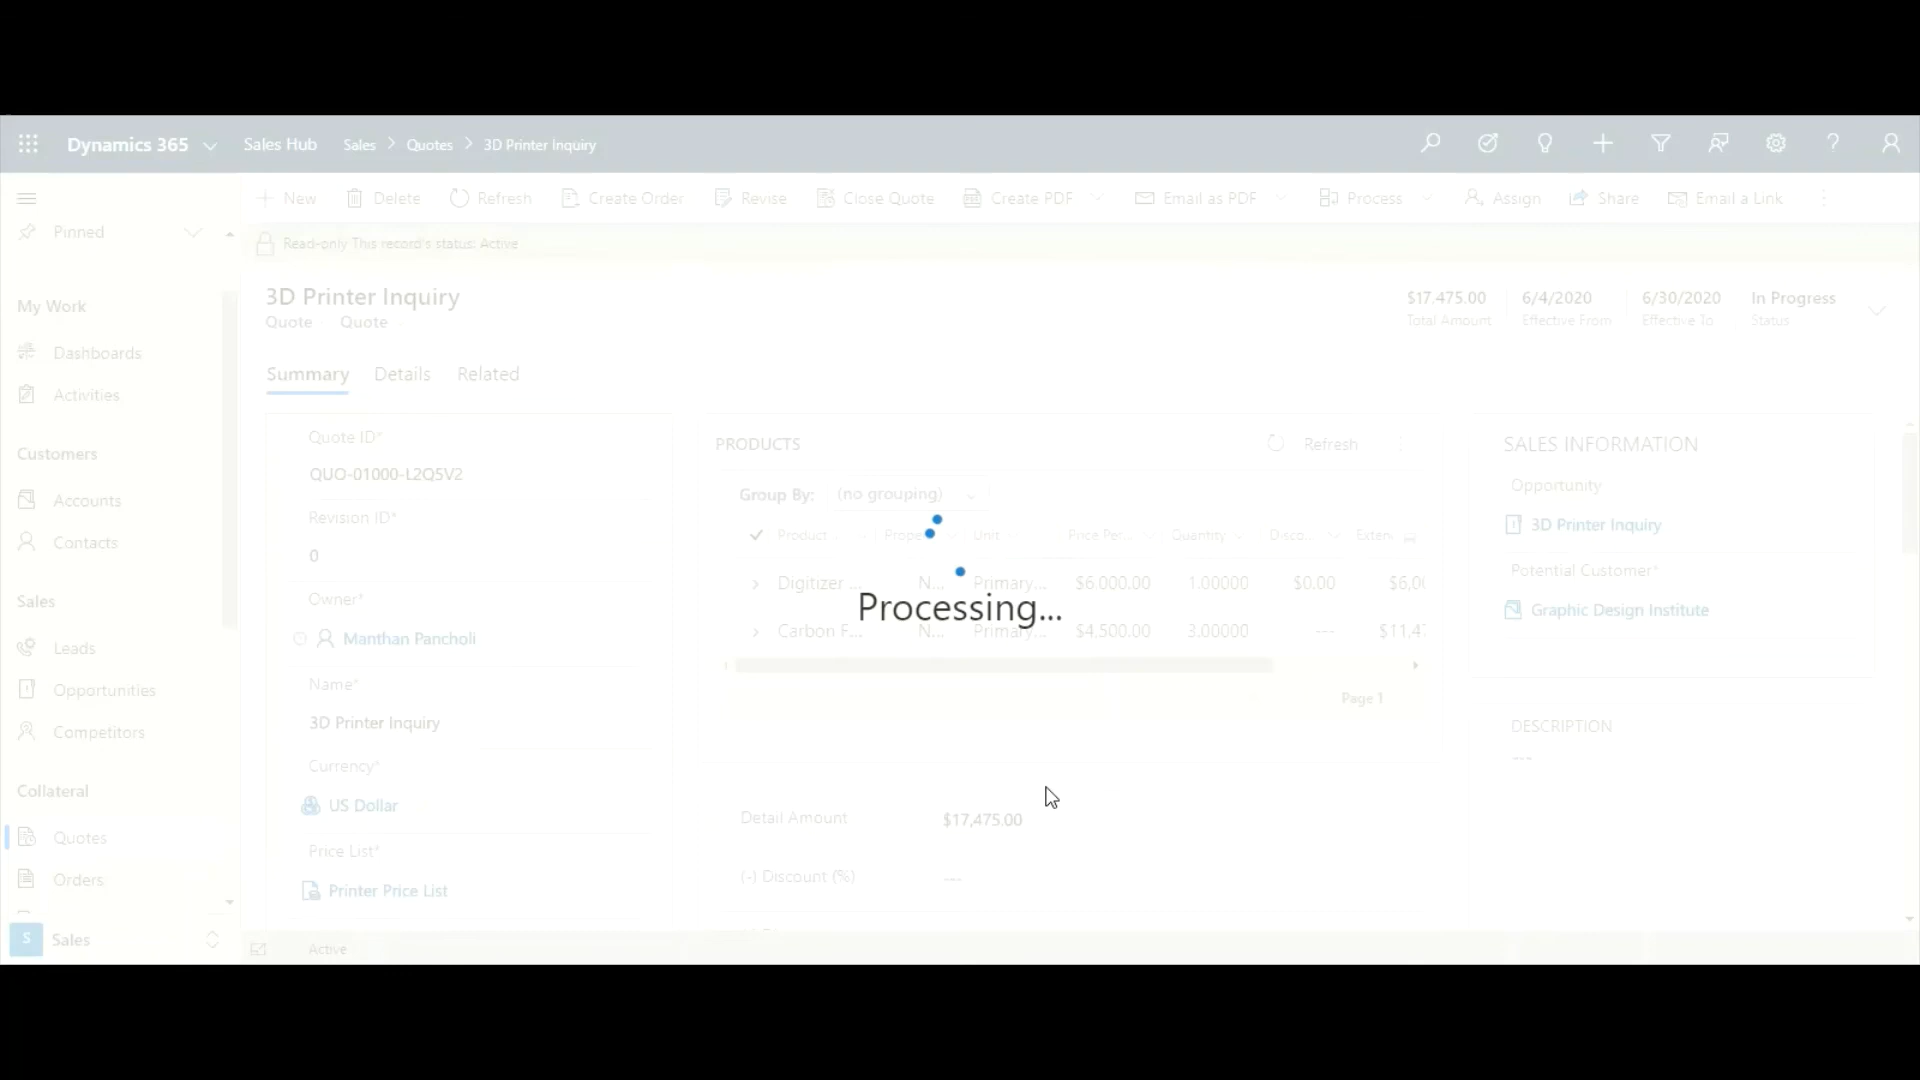 Dynamics 365 Sales Hub Sales > Quotes > 3D Printer Inquiry
New Delete Refresh Create Order Revise Close Quote Create PDF Email as PDF Process Assign Share Email a Link
Pinned
Read-only This record's status: Active
My Work
Dashboards
Activities
Customers
Accounts
Contacts
Sales
Leads
Opportunities
Competitors
Collateral
Quotes
Orders
S Sales
3D Printer Inquiry
Quote Quote
$17,475.00 6/4/2020 6/30/2020 In Progress
Total Amount Effective From Effective To Status
Summary Details Related
Quote ID*
QUO-01000-L2Q5V2
Revision ID*
0
Owner*
Manthan Pancholi
Name*
3D Printer Inquiry
Currency*
US Dollar
Price List*
Printer Price List
PRODUCTS Refresh
Group By: (no grouping)
Product Prope... Unit Price Per... Quantity Disco...
Digitizer ... N... Primary... $6,000.00 1.00000 $0.00
Processing...
Carbon F... N... Primary... $4,500.00 3.00000 ---
Page 1
Detail Amount $17,475.00
(-) Discount (%) ---
SALES INFORMATION
Opportunity
3D Printer Inquiry
Potential Customer*
Graphic Design Institute
DESCRIPTION
---
Active